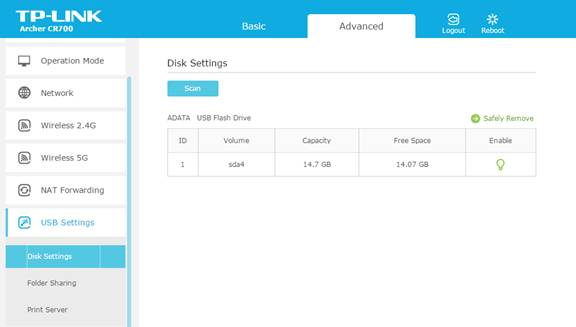 TP-LINK
Archer CR700
Basic
Advanced
Logout
Reboot
Operation Mode
Network
Wireless 2.4G
Wireless 5G
NAT Forwarding
USB Settings
Disk Settings
Folder Sharing
Print Server
Disk Settings
Scan
ADATA USB Flash Drive
Safely Remove
ID Volume Capacity Free Space Enable
1 sda4 14.7 GB 14.07 GB